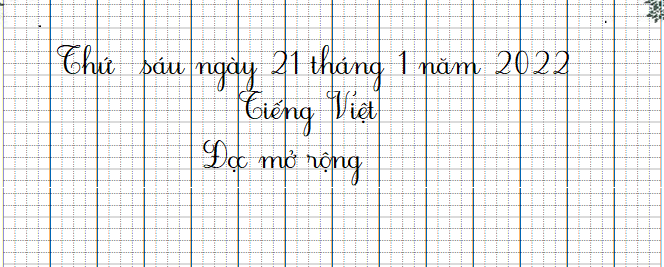 Thứ sáu ngày 21 tháng 1 năm 2022
Tiếng Việt
Đọc mở rộng